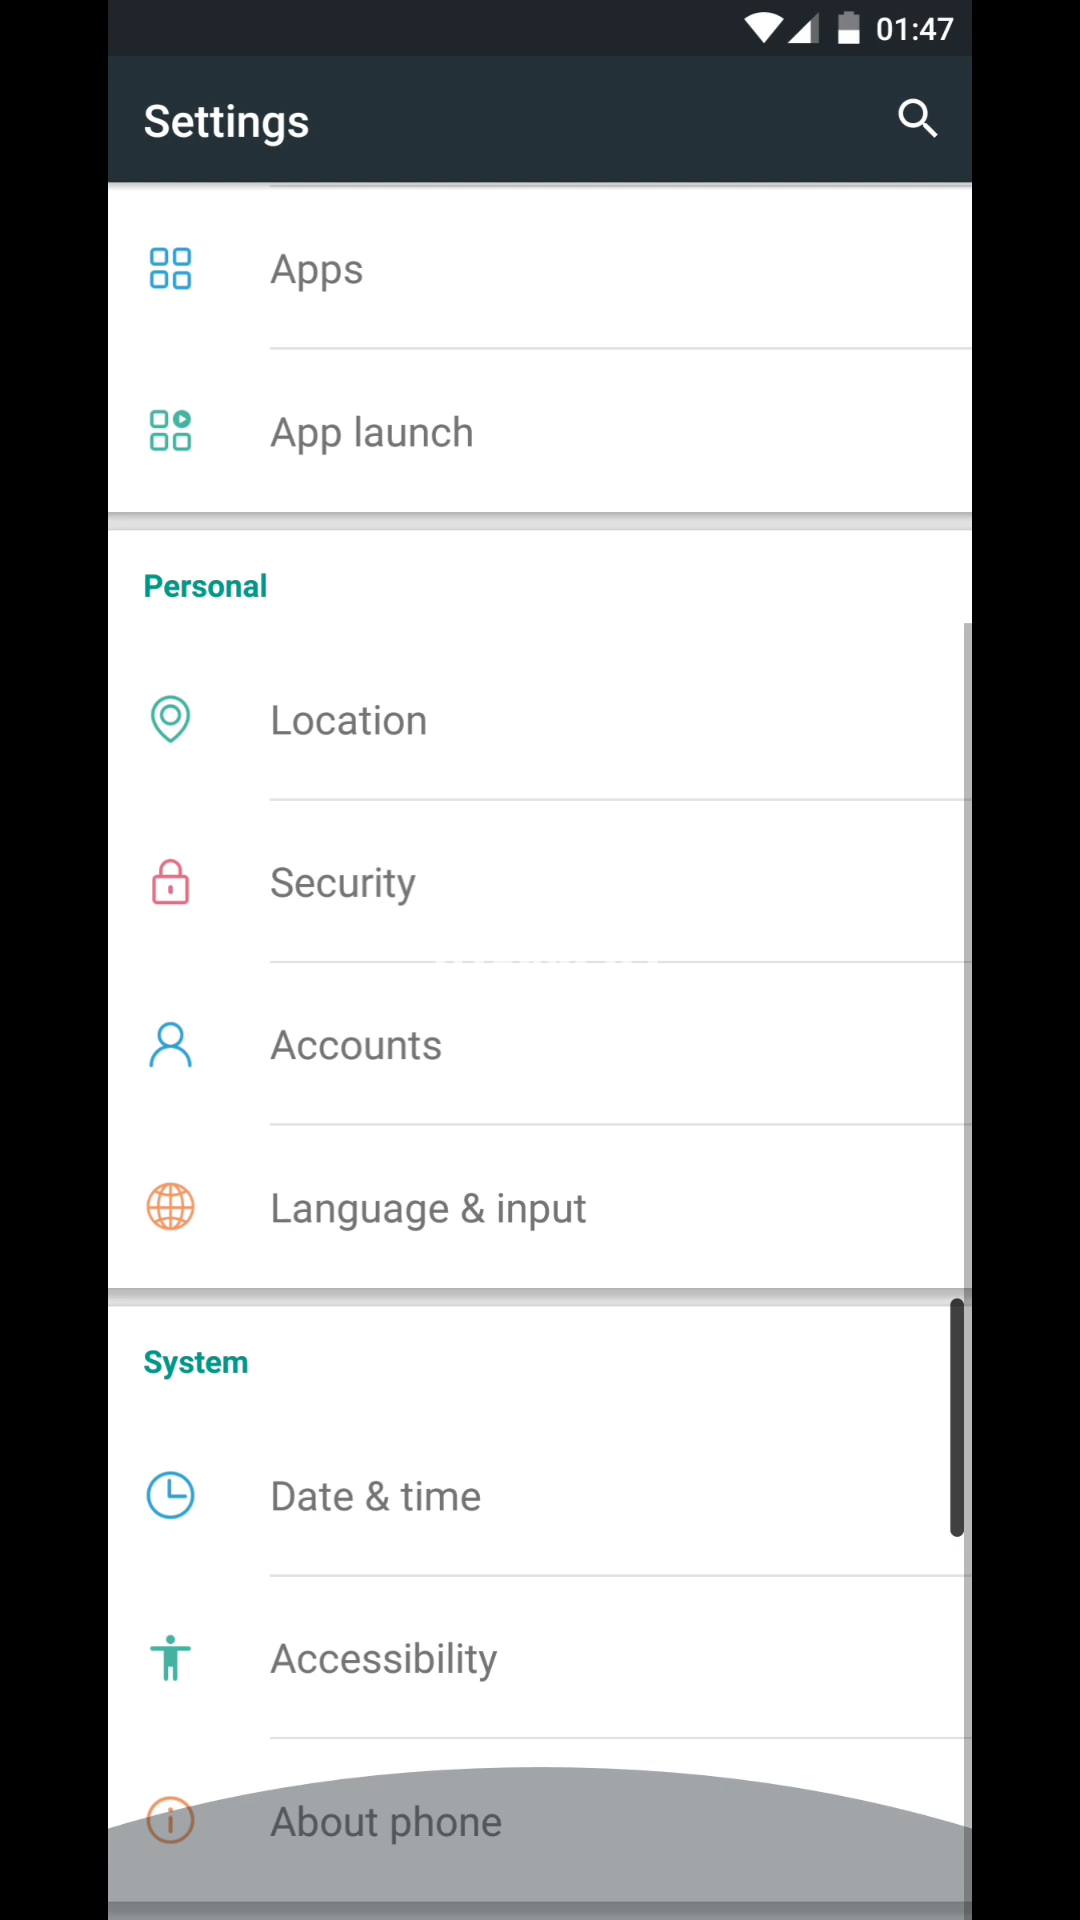 01:47
Settings
Apps
App launch
Personal
Location
Security
Accounts
Language & input
System
Date & time
Accessibility
About phone